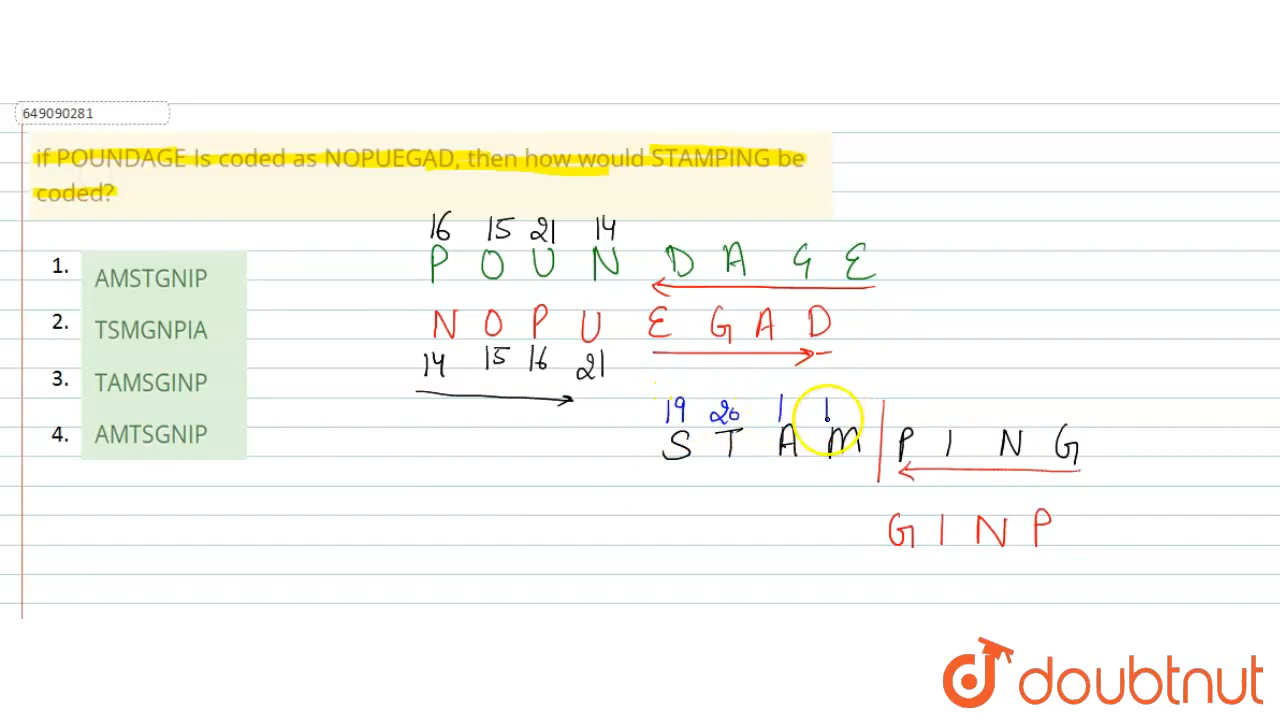 649090281
if POUNDAGE Is coded as NOPUEGAD, then how would STAMPING be
coded?
16 15 21 14
P O U N D A G E
1. AMSTGNIP
2. TSMGNPIA
N O P U E G A D
14 15 16 21
3. TAMSGINP
19 20 1 1
4. AMTSGNIP
S T A M P I N G
G I N P
doubtnut